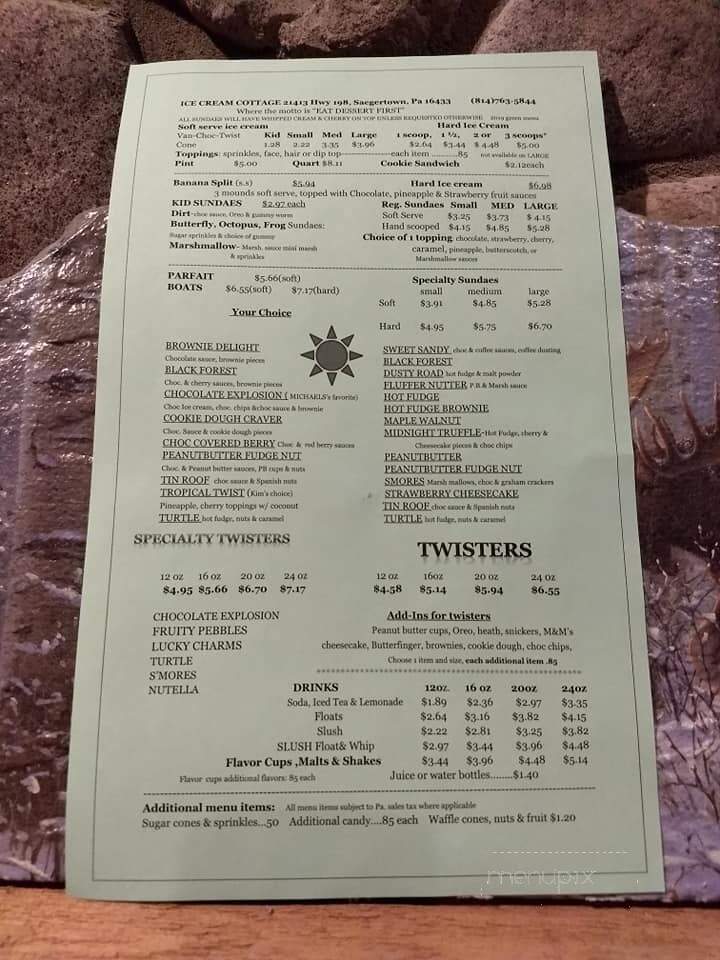 ICE CREAM COTTAGE 21413 Hwy 198, Saegertown, Pa 16433 (814)763-5844
Where the motto is "EAT DESSERT FIRST"
ALL SUNDAES WILL HAVE WHIPPED CREAM & CHERRY ON TOP UNLESS REQUESTED OTHERWISE 2019 green menu
Soft serve ice cream Hard Ice Cream
Van-Choc-Twist Kid Small Med Large 1 scoop, 1 ½, 2 or 3 scoops*
Cone 1.28 2.22 3.35 $3.96 $2.64 $3.44 $ 4.48 $5.00
Toppings: sprinkles, face, hair or dip top---------------each item ..........85 not available on LARGE
Pint $5.00 Quart $8.11 Cookie Sandwich $2.12each
Banana Split (s.s) $5.94 Hard Ice cream $6.98
3 mounds soft serve, topped with Chocolate, pineapple & Strawberry fruit sauces
KID SUNDAES $2.97 each Reg. Sundaes Small MED LARGE
Dirt-choc sauce, Oreo & gummy worm Soft Serve $3.25 $3.73 $ 4.15
Butterfly, Octopus, Frog Sundaes: Hand scooped $4.15 $4.85 $5.28
Sugar sprinkles & choice of gummy Choice of 1 topping chocolate, strawberry, cherry,
Marshmallow- Marsh. sauce mini marsh caramel, pineapple, butterscotch, or
& sprinkles Marshmallow sauces
PARFAIT $5.66(soft) Specialty Sundaes
BOATS $6.55(soft) $7.17(hard) small medium large
Soft $3.91 $4.85 $5.28
Your Choice
Hard $4.95 $5.75 $6.70
BROWNIE DELIGHT
Chocolate sauce, brownie pieces
BLACK FOREST
Choc. & cherry sauces, brownie pieces
CHOCOLATE EXPLOSION ( MICHAELS's favorite)
Choc Ice cream, choc. chips &choc sauce & brownie
COOKIE DOUGH CRAVER
Choc. Sauce & cookie dough pieces
CHOC COVERED BERRY Choc & red berry sauces
PEANUTBUTTER FUDGE NUT
Choc. & Peanut butter sauces, PB cups & nuts
TIN ROOF choc sauce & Spanish nuts
TROPICAL TWIST (Kim's choice)
Pineapple, cherry toppings w/ coconut
TURTLE hot fudge, nuts & caramel
SWEET SANDY choc & coffee sauces, coffee dusting
BLACK FOREST
DUSTY ROAD hot fudge & malt powder
FLUFFER NUTTER P.B & Marsh sauce
HOT FUDGE
HOT FUDGE BROWNIE
MAPLE WALNUT
MIDNIGHT TRUFFLE-Hot Fudge, cherry &
Cheesecake pieces & choc chips
PEANUTBUTTER
PEANUTBUTTER FUDGE NUT
SMORES Marsh mallows, choc & graham crackers
STRAWBERRY CHEESECAKE
TIN ROOF choc sauce & Spanish nuts
TURTLE hot fudge, nuts & caramel
SPECIALTY TWISTERS
12 oz 16 oz 20 oz 24 oz
$4.95 $5.66 $6.70 $7.17
CHOCOLATE EXPLOSION
FRUITY PEBBLES
LUCKY CHARMS
TURTLE
S'MORES
NUTELLA
TWISTERS
12 oz 16oz 20 oz 24 oz
$4.58 $5.14 $5.94 $6.55
Add-Ins for twisters
Peanut butter cups, Oreo, heath, snickers, M&M's
cheesecake, Butterfinger, brownies, cookie dough, choc chips,
Choose 1 item and size, each additional item .85
DRINKS 12oz. 16 oz 20oz 24oz
Soda, Iced Tea & Lemonade $1.89 $2.36 $2.97 $3.35
Floats $2.64 $3.16 $3.82 $4.15
Slush $2.22 $2.81 $3.25 $3.82
SLUSH Float& Whip $2.97 $3.44 $3.96 $4.48
Flavor Cups ,Malts & Shakes $3.44 $3.96 $4.48 $5.14
Flavor cups additional flavors: 85 each Juice or water bottles........$1.40
Additional menu items: All menu items subject to Pa. sales tax where applicable
Sugar cones & sprinkles...50 Additional candy....85 each Waffle cones, nuts & fruit $1.20
menupix